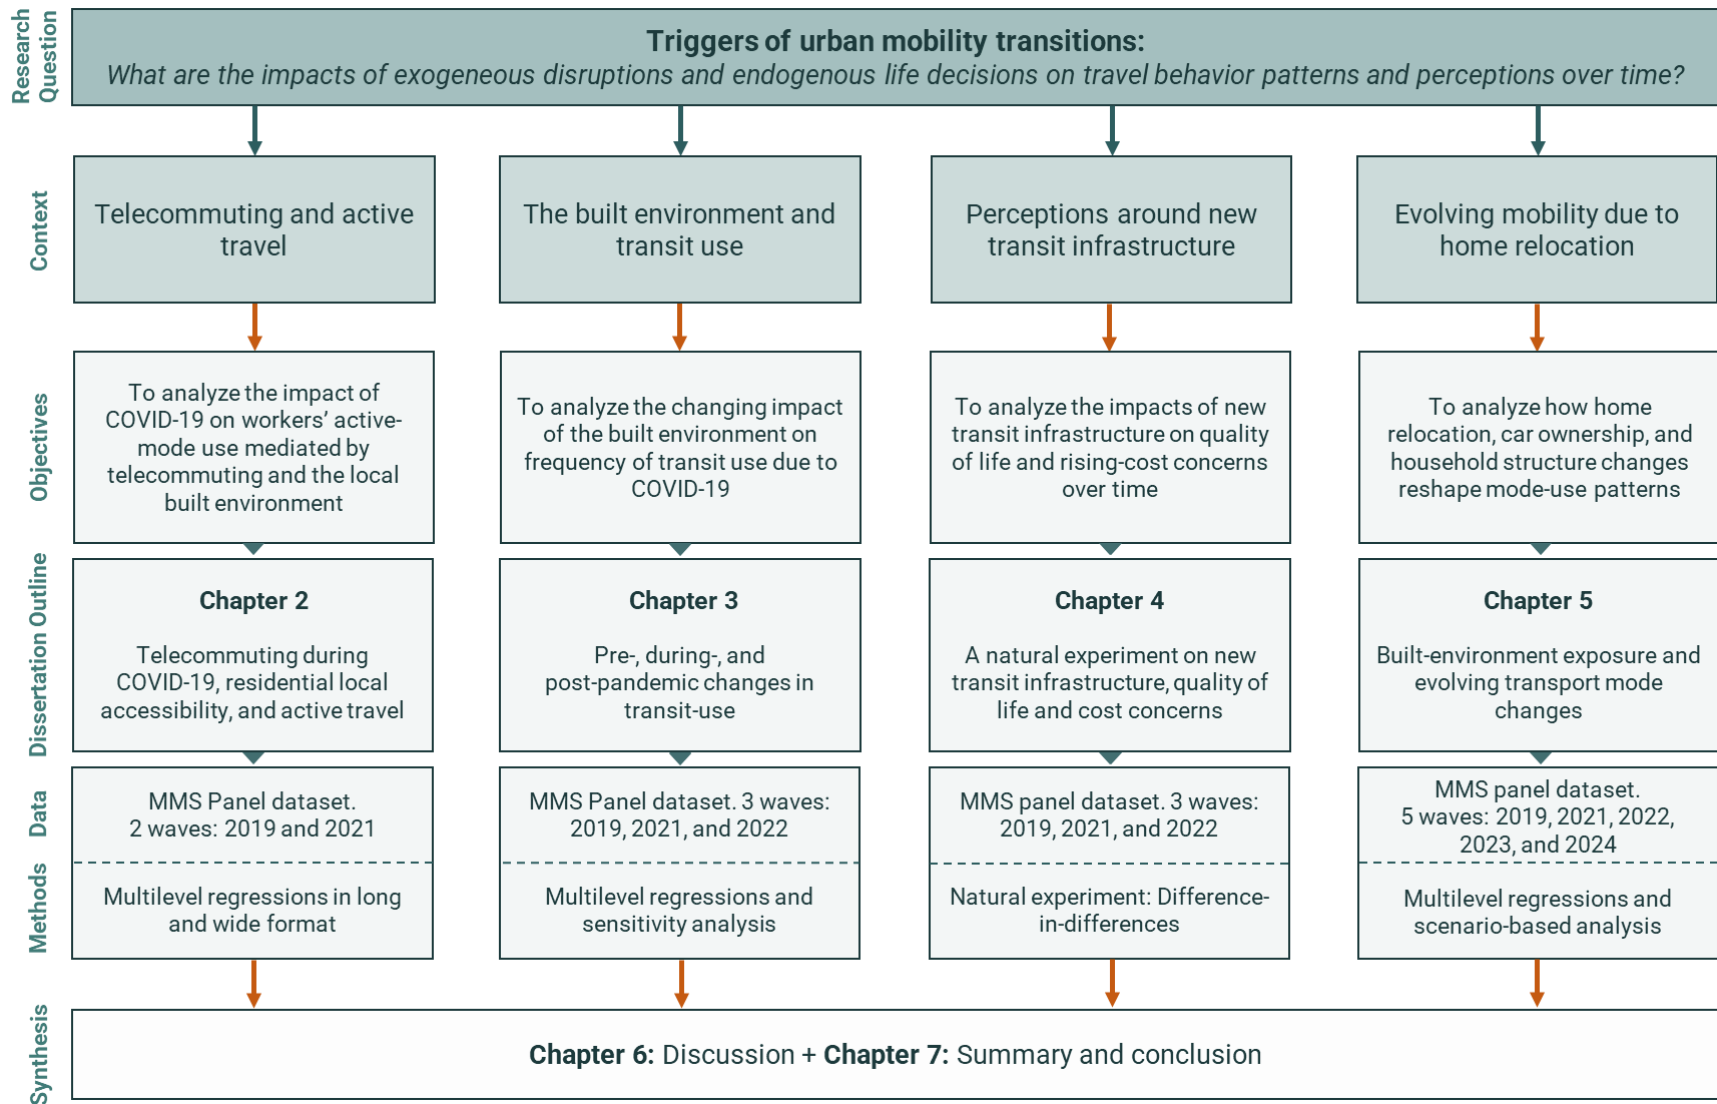 Research
Question
Triggers of urban mobility transitions:
What are the impacts of exogeneous disruptions and endogenous life decisions on travel behavior patterns and perceptions over time?
Context
Telecommuting and active
travel
The built environment and
transit use
Perceptions around new
transit infrastructure
Evolving mobility due to
home relocation
Objectives
To analyze the impact of
COVID-19 on workers’ active-
mode use mediated by
telecommuting and the local
built environment
To analyze the changing impact
of the built environment on
frequency of transit use due to
COVID-19
To analyze the impacts of new
transit infrastructure on quality
of life and rising-cost concerns
over time
To analyze how home
relocation, car ownership, and
household structure changes
reshape mode-use patterns
Dissertation Outline
Chapter 2
Telecommuting during
COVID-19, residential local
accessibility, and active travel
Chapter 3
Pre-, during-, and
post-pandemic changes in
transit-use
Chapter 4
A natural experiment on new
transit infrastructure, quality of
life and cost concerns
Chapter 5
Built-environment exposure and
evolving transport mode
changes
Data
MMS Panel dataset.
2 waves: 2019 and 2021
MMS Panel dataset. 3 waves:
2019, 2021, and 2022
MMS panel dataset. 3 waves:
2019, 2021, and 2022
MMS panel dataset.
5 waves: 2019, 2021, 2022,
2023, and 2024
Methods
Multilevel regressions in long
and wide format
Multilevel regressions and
sensitivity analysis
Natural experiment: Difference-
in-differences
Multilevel regressions and
scenario-based analysis
Synthesis
Chapter 6: Discussion + Chapter 7: Summary and conclusion